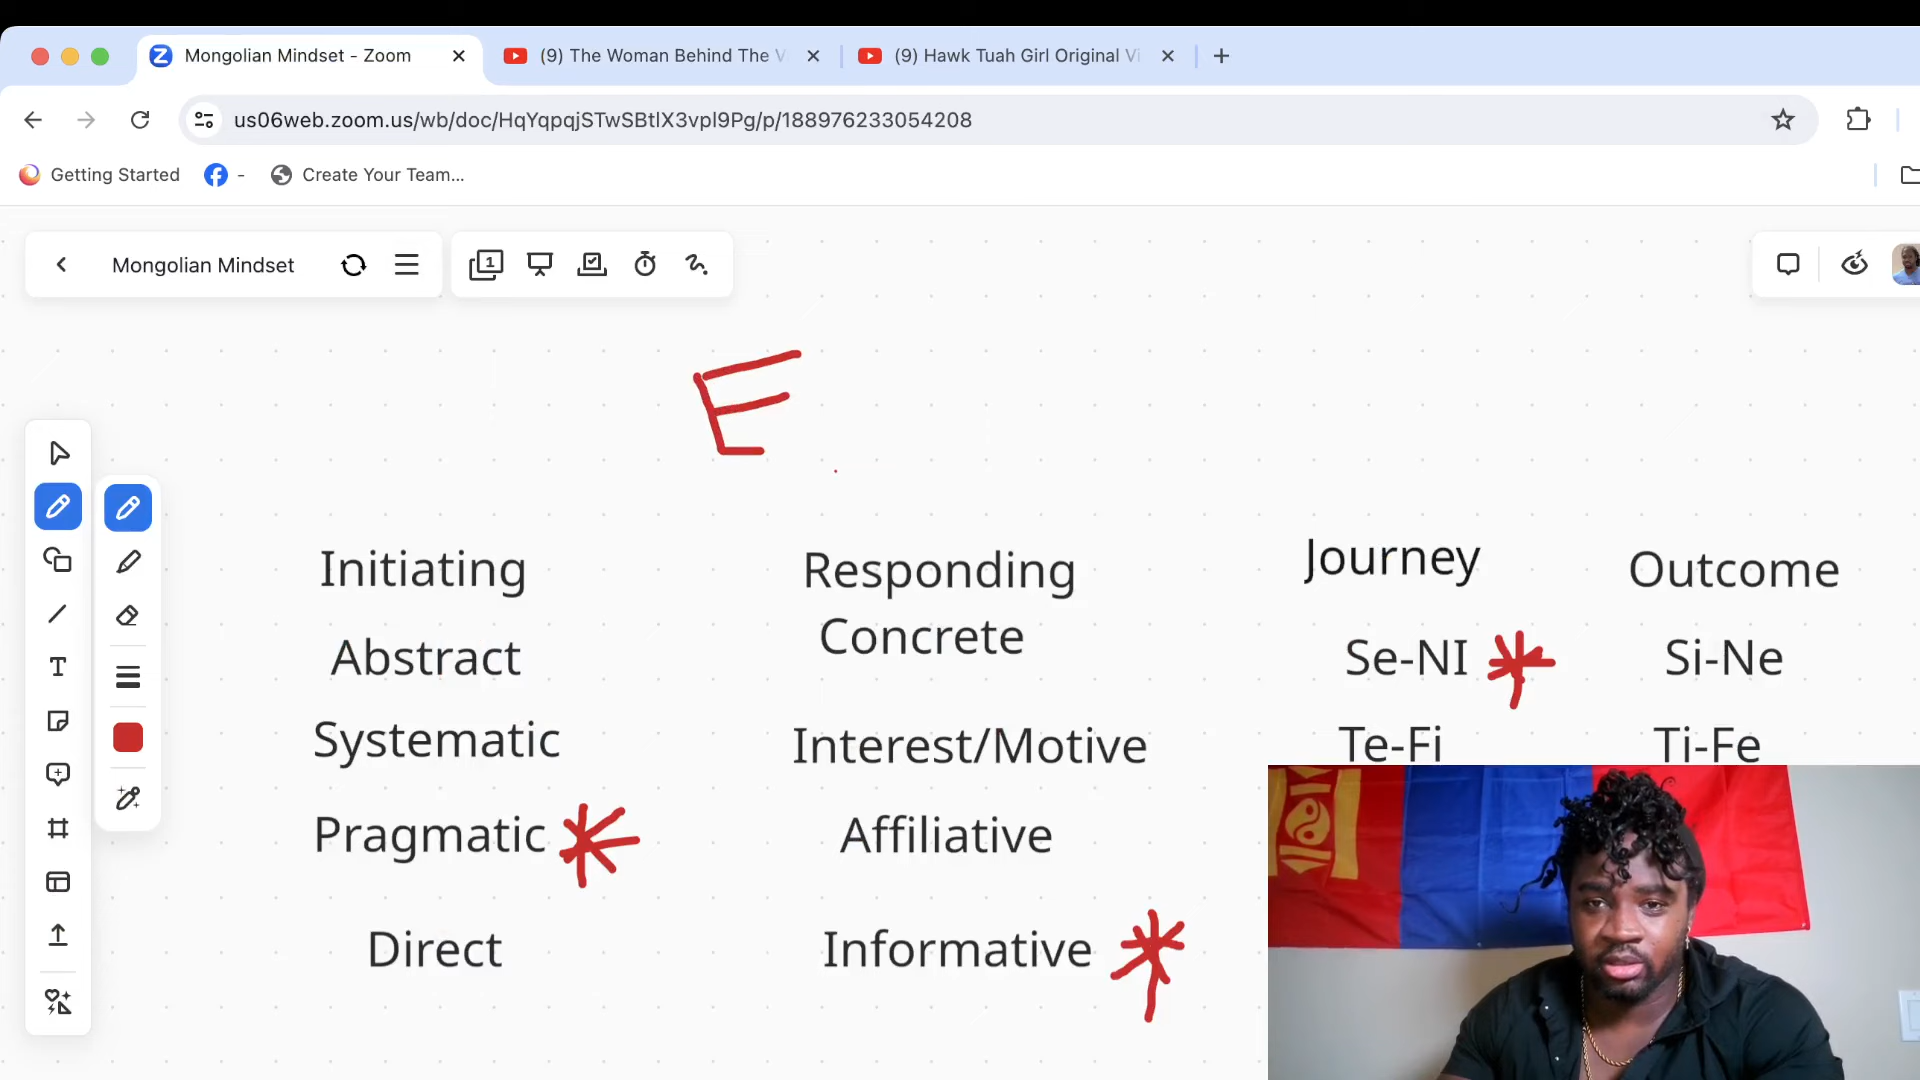 Mongolian Mindset - Zoom
(9) The Woman Behind The V
(9) Hawk Tuah Girl Original Vi
us06web.zoom.us/wb/doc/HqYqpqjSTwSBtlX3vpl9Pg/p/188976233054208
Getting Started
-
Create Your Team...
Mongolian Mindset
1
E
Initiating
Responding
Journey
Outcome
Abstract
Concrete
Se-NI
Si-Ne
Systematic
Interest/Motive
Te-Fi
Ti-Fe
Pragmatic
Affiliative
Direct
Informative